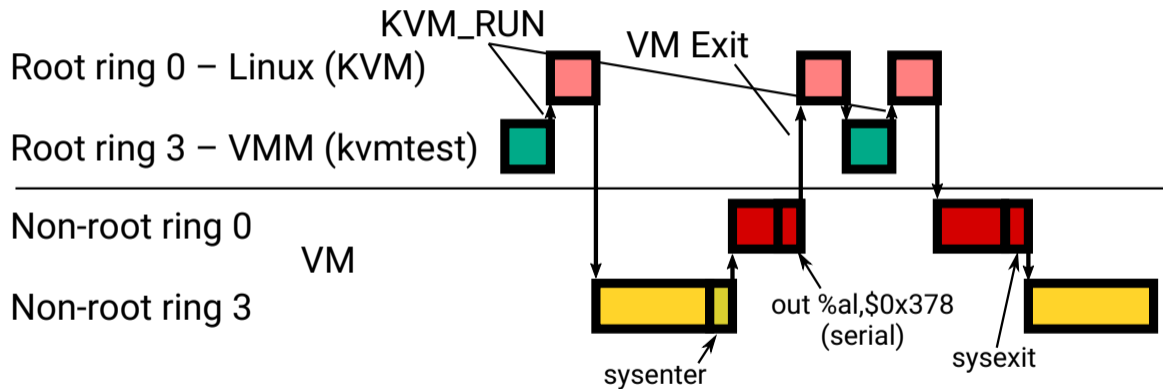 KVM_RUN
VM Exit
Root ring 0 – Linux (KVM)
Root ring 3 – VMM (kvmtest)
Non-root ring 0
VM
Non-root ring 3
out %al,$0x378
(serial)
sysenter
sysexit